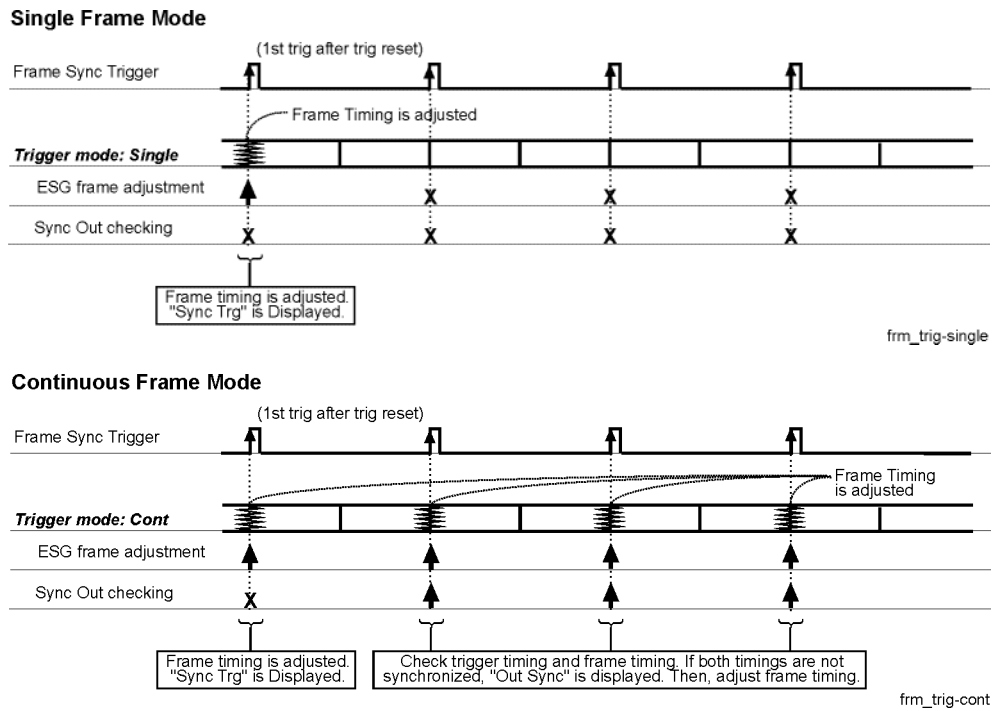 Single Frame Mode
(1st trig after trig reset)
Frame Sync Trigger
Frame Timing is adjusted
Trigger mode: Single
ESG frame adjustment
X X X
Sync Out checking
X X X X
Frame timing is adjusted.
"Sync Trg" is Displayed.
frm_trig-single
Continuous Frame Mode
(1st trig after trig reset)
Frame Sync Trigger
Frame Timing
is adjusted
Trigger mode: Cont
ESG frame adjustment
Sync Out checking
X
Frame timing is adjusted.
"Sync Trg" is Displayed.
Check trigger timing and frame timing. If both timings are not
synchronized, "Out Sync" is displayed. Then, adjust frame timing.
frm_trig-cont